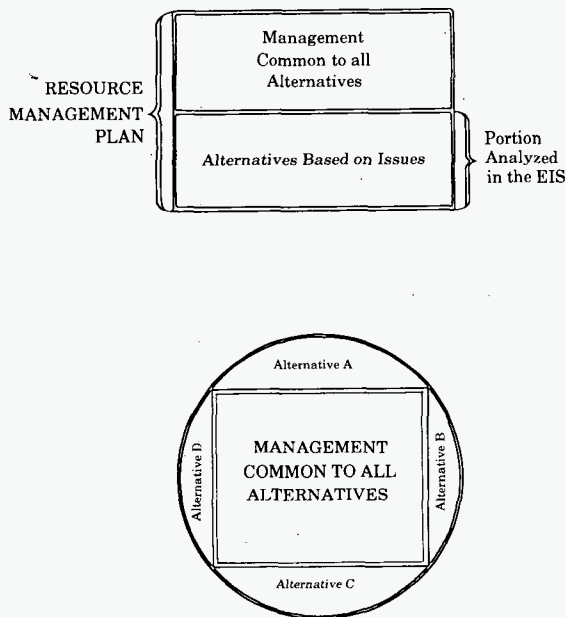 Management
Common to all
Alternatives
RESOURCE
MANAGEMENT
PLAN
Alternatives Based on Issues
Portion
Analyzed
in the EIS
Alternative A
Alternative D
MANAGEMENT
COMMON TO ALL
ALTERNATIVES
Alternative B
Alternative C